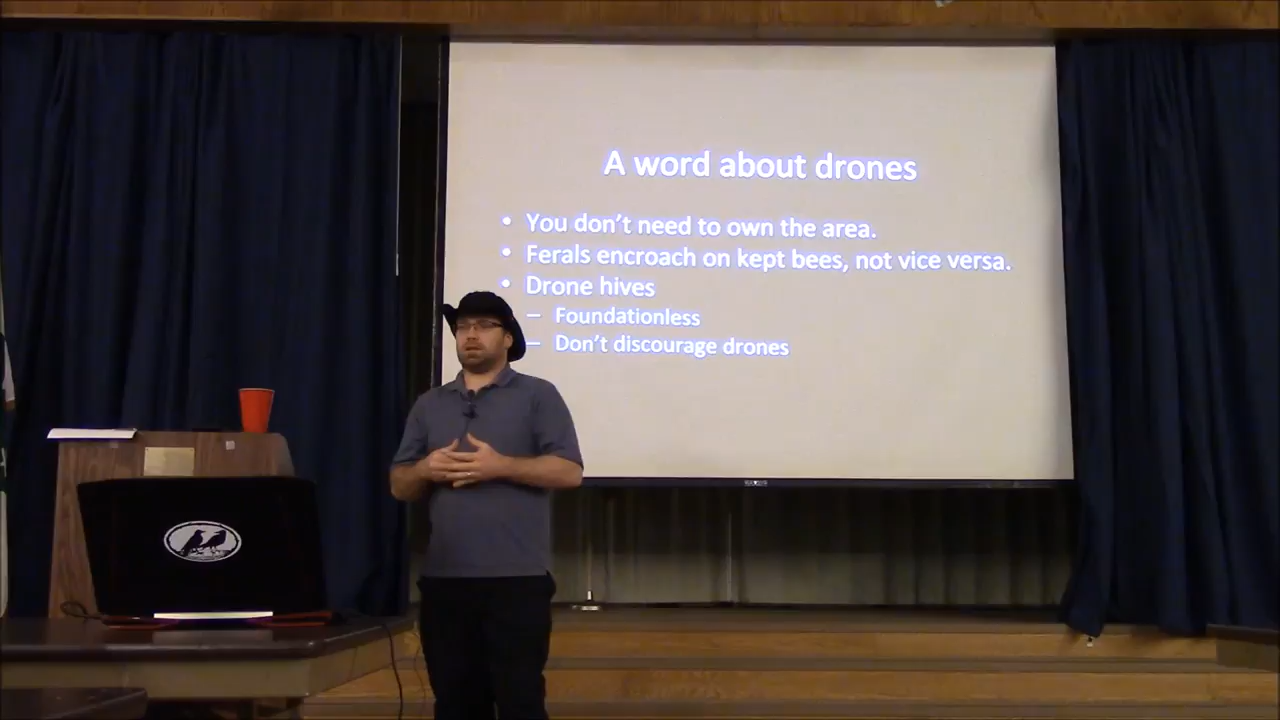 A word about drones
• You don't need to own the area.
• Ferals encroach on kept bees, not vice versa.
• Drone hives
– Foundationless
– Don't discourage drones